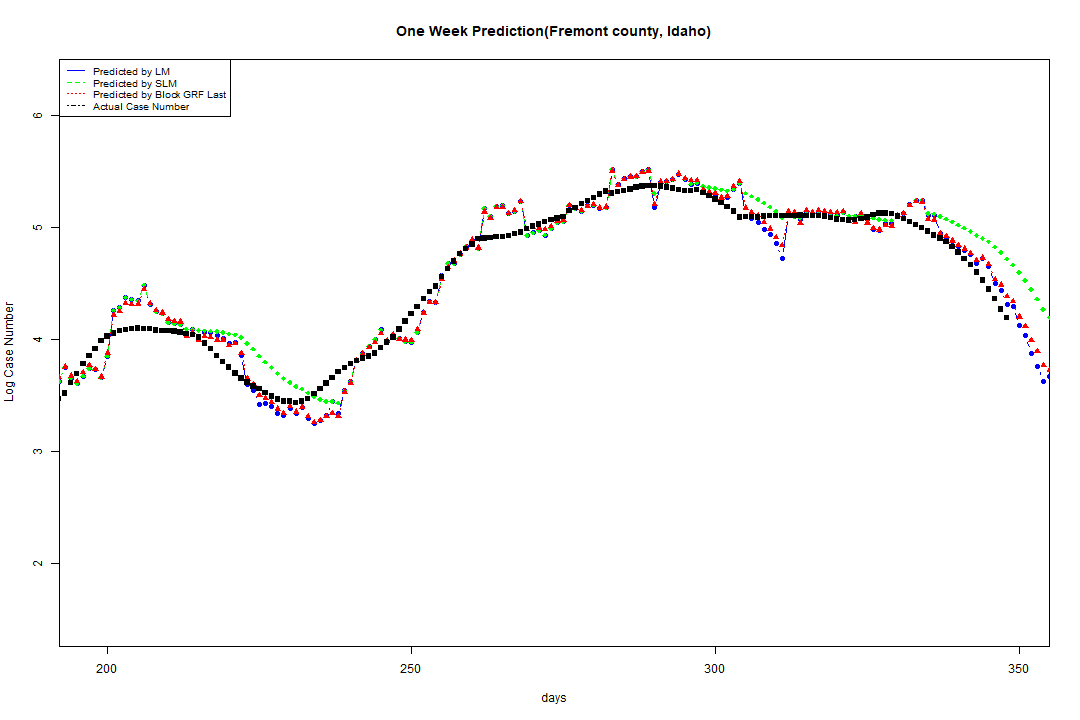 One Week Prediction(Fremont county, Idaho)
Predicted by LM
Predicted by SLM
Predicted by Block GRF Last
Actual Case Number
6
5
4
3
2
Log Case Number
200 250 300 350
days